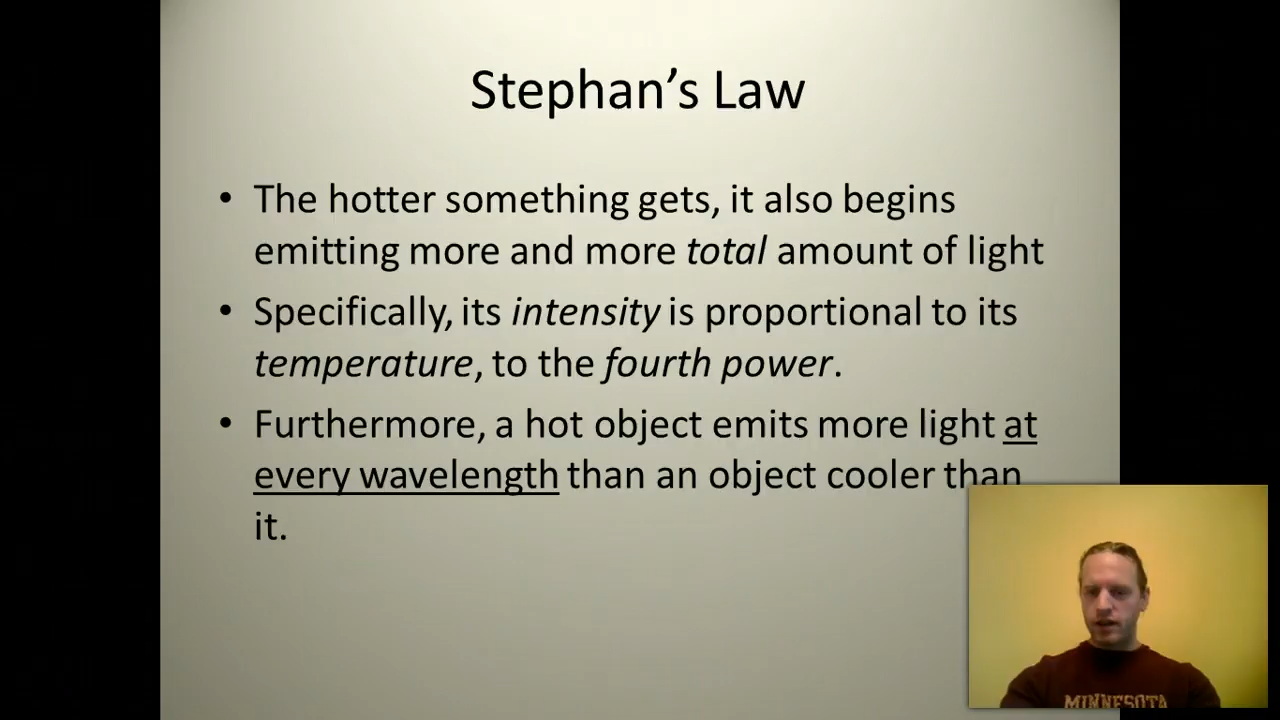 Stephan's Law
• The hotter something gets, it also begins
emitting more and more total amount of light
• Specifically, its intensity is proportional to its
temperature, to the fourth power.
• Furthermore, a hot object emits more light at
every wavelength than an object cooler than
it.
MINNESOTA